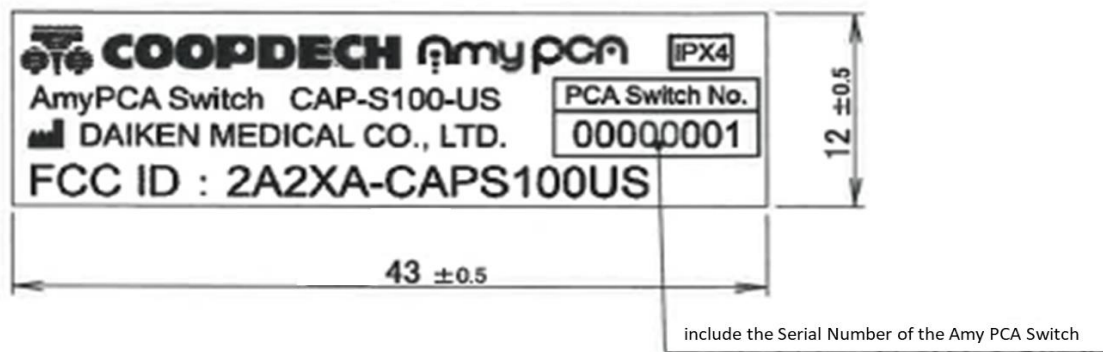 COOPDECH Amy PCA IPX4
AmyPCA Switch CAP-S100-US PCA Switch No.
DAIKEN MEDICAL CO., LTD. 00000001
FCC ID : 2A2XA-CAPS100US
12 ±0.5
43 ±0.5
include the Serial Number of the Amy PCA Switch